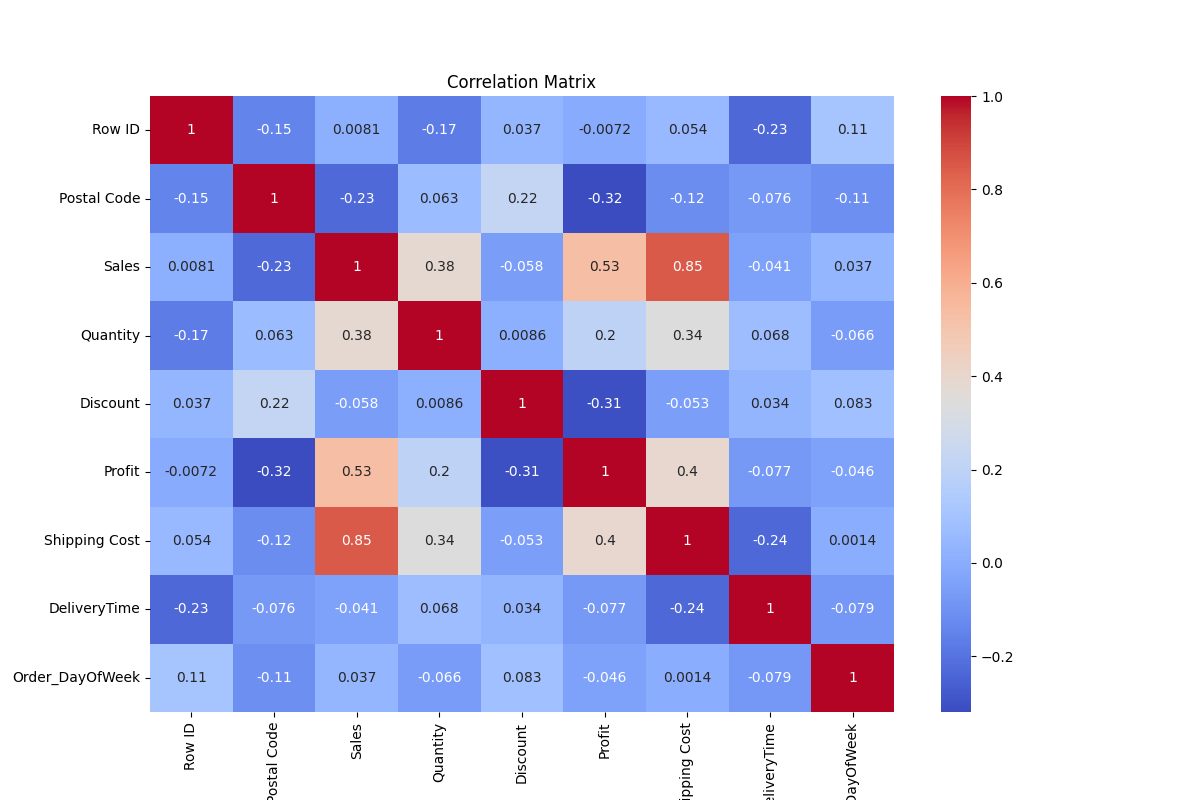 Correlation Matrix
Row ID 1 -0.15 0.0081 -0.17 0.037 -0.0072 0.054 -0.23 0.11
Postal Code -0.15 1 -0.23 0.063 0.22 -0.32 -0.12 -0.076 -0.11
Sales 0.0081 -0.23 1 0.38 -0.058 0.53 0.85 -0.041 0.037
Quantity -0.17 0.063 0.38 1 0.0086 0.2 0.34 0.068 -0.066
Discount 0.037 0.22 -0.058 0.0086 1 -0.31 -0.053 0.034 0.083
Profit -0.0072 -0.32 0.53 0.2 -0.31 1 0.4 -0.077 -0.046
Shipping Cost 0.054 -0.12 0.85 0.34 -0.053 0.4 1 -0.24 0.0014
DeliveryTime -0.23 -0.076 -0.041 0.068 0.034 -0.077 -0.24 1 -0.079
Order_DayOfWeek 0.11 -0.11 0.037 -0.066 0.083 -0.046 0.0014 -0.079 1
Row ID
Postal Code
Sales
Quantity
Discount
Profit
ipping Cost
eliveryTime
DayOfWeek
1.0
0.8
0.6
0.4
0.2
0.0
−0.2